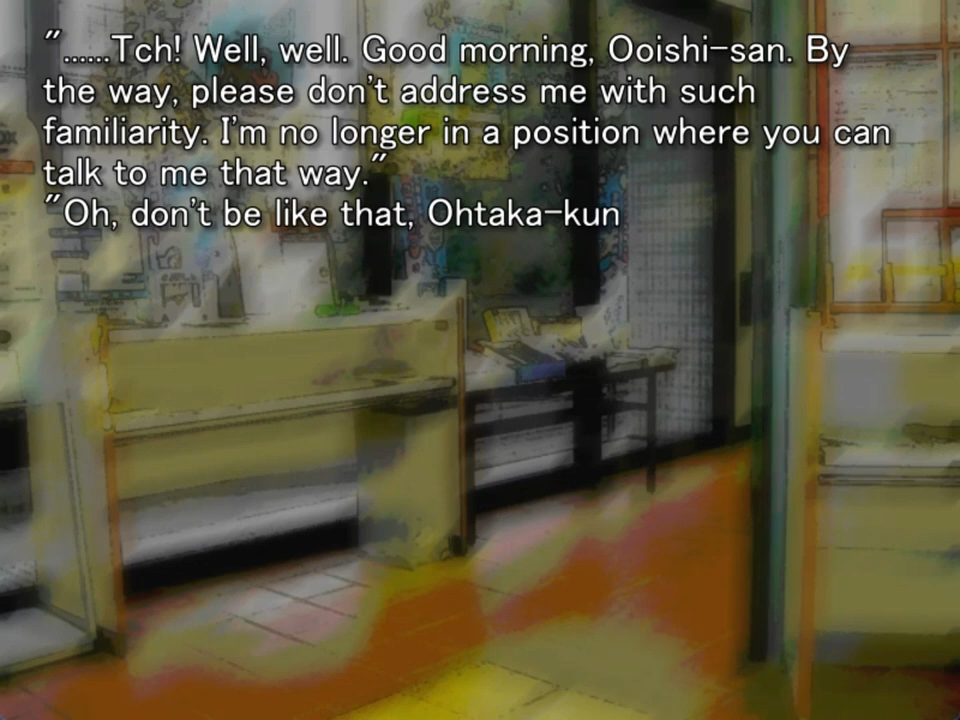 "......Tch! Well, well. Good morning, Ooishi-san. By
the way, please don't address me with such
familiarity. I'm no longer in a position where you can
talk to me that way."
"Oh, don't be like that, Ohtaka-kun